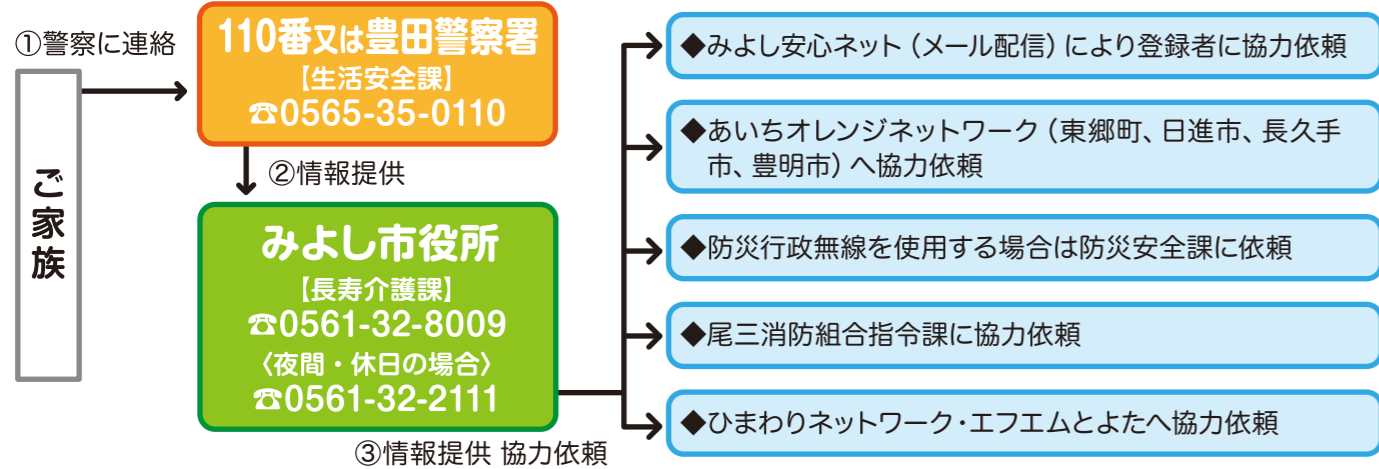 ①警察に連絡
ご家族
110番又は豊田警察署
【生活安全課】
☎0565-35-0110
②情報提供
みよし市役所
【長寿介護課】
☎0561-32-8009
〈夜間・休日の場合〉
☎0561-32-2111
③情報提供 協力依頼
◆みよし安心ネット（メール配信）により登録者に協力依頼
◆あいちオレンジネットワーク（東郷町、日進市、長久手
市、豊明市）へ協力依頼
◆防災行政無線を使用する場合は防災安全課に依頼
◆尾三消防組合指令課に協力依頼
◆ひまわりネットワーク・エフエムとよたへ協力依頼